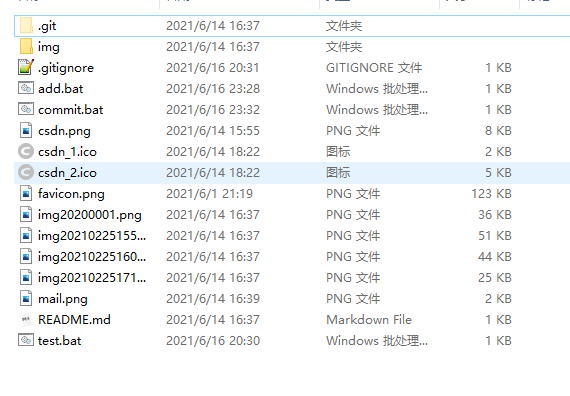 .git 2021/6/14 16:37 文件夹
img 2021/6/14 16:37 文件夹
.gitignore 2021/6/16 20:31 GITIGNORE 文件 1 KB
add.bat 2021/6/16 23:28 Windows 批处理... 1 KB
commit.bat 2021/6/16 23:32 Windows 批处理... 1 KB
csdn.png 2021/6/14 15:55 PNG 文件 8 KB
csdn_1.ico 2021/6/14 18:22 图标 2 KB
csdn_2.ico 2021/6/14 18:22 图标 5 KB
favicon.png 2021/6/1 21:19 PNG 文件 123 KB
img20200001.png 2021/6/14 16:37 PNG 文件 36 KB
img20210225155... 2021/6/14 16:37 PNG 文件 51 KB
img20210225160... 2021/6/14 16:37 PNG 文件 44 KB
img20210225171... 2021/6/14 16:37 PNG 文件 25 KB
mail.png 2021/6/14 16:39 PNG 文件 2 KB
README.md 2021/6/14 16:37 Markdown File 1 KB
test.bat 2021/6/16 20:30 Windows 批处理... 1 KB